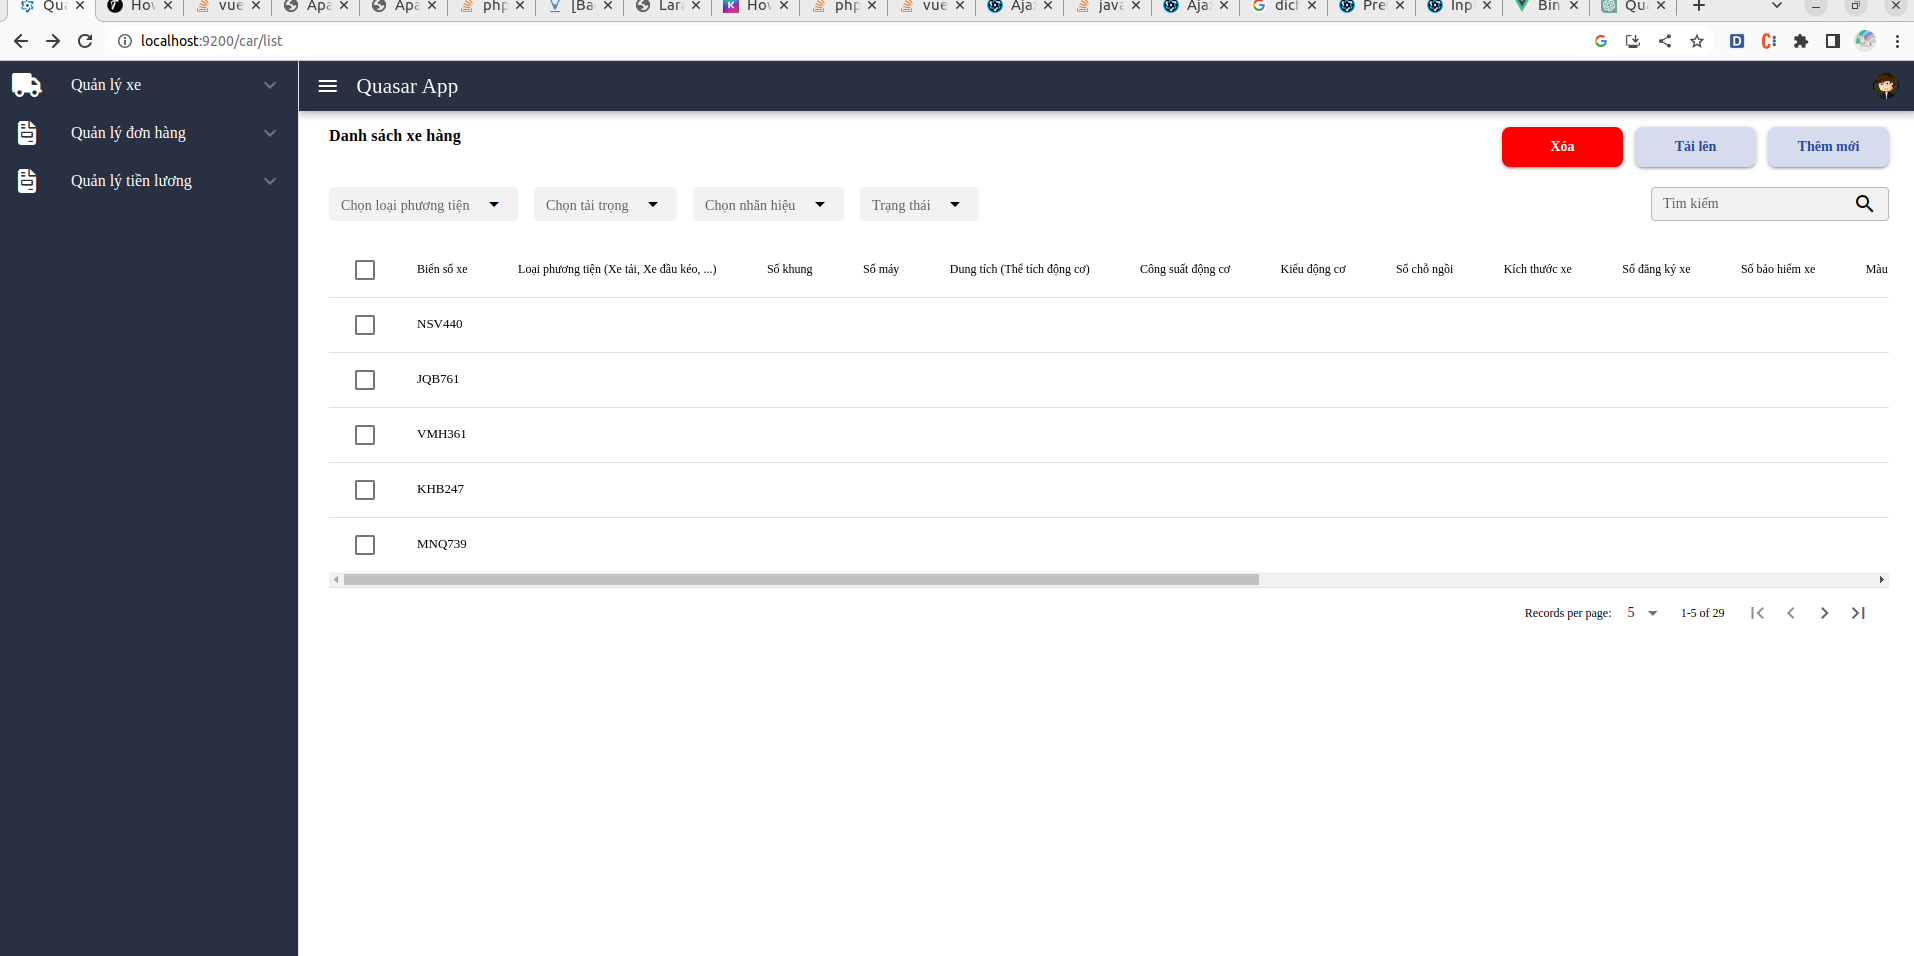 Qua
Hov
vue
Apa
Apa
php
[Ba
Lar
Hov
php
vue
Aja
java
Aja
dich
Pre
Inp
Bin
Qu
localhost:9200/car/list
Quản lý xe
Quản lý đơn hàng
Quản lý tiền lương
Quasar App
Danh sách xe hàng
Xóa
Tải lên
Thêm mới
Chọn loại phương tiện
Chọn tải trọng
Chọn nhãn hiệu
Trạng thái
Tìm kiếm
Biển số xe Loại phương tiện (Xe tải, Xe đầu kéo, ...) Số khung Số máy Dung tích (Thể tích động cơ) Công suất động cơ Kiểu động cơ Số chỗ ngồi Kích thước xe Số đăng ký xe Số bảo hiểm xe Màu
NSV440
JQB761
VMH361
KHB247
MNQ739
Records per page: 5 1-5 of 29